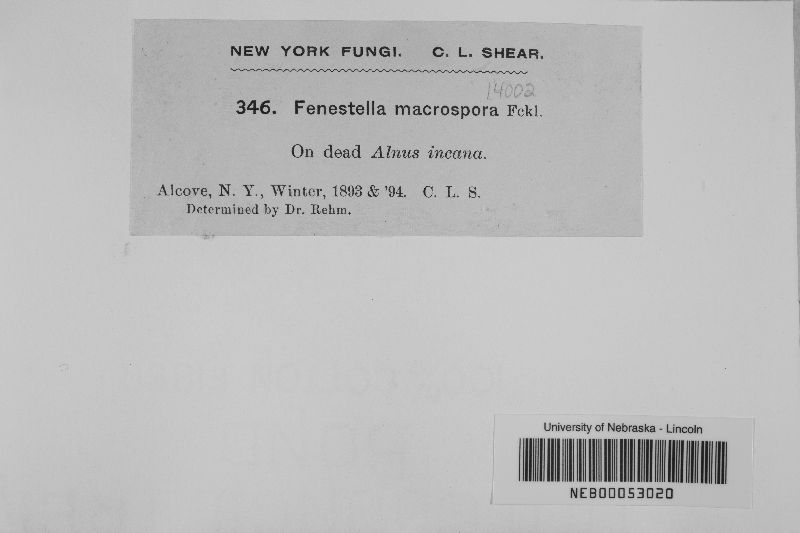 NEW YORK FUNGI. C. L. SHEAR.
14002
346. Fenestella macrospora Fckl.
On dead Alnus incana.
Alcove, N. Y., Winter, 1893 & '94. C. L. S.
Determined by Dr. Rehm.
University of Nebraska - Lincoln
NEB00053020